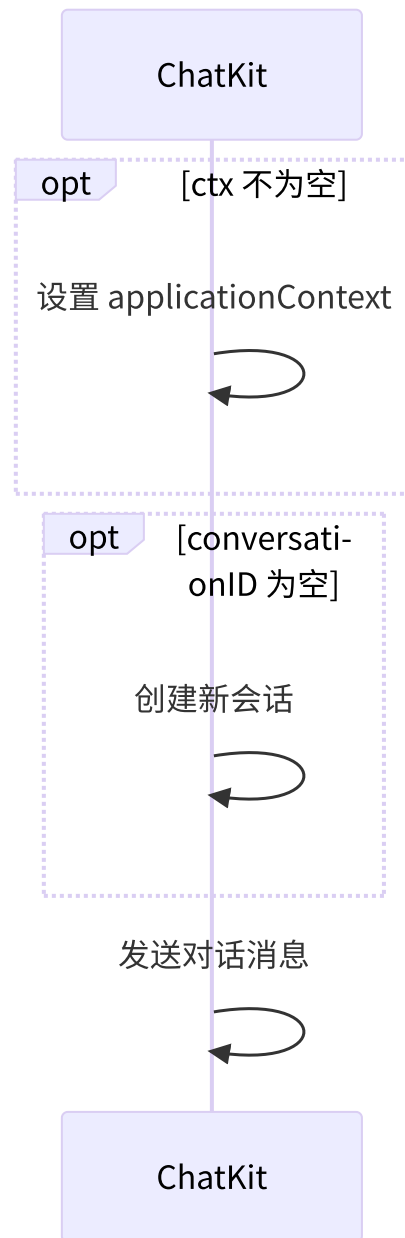 ChatKit
opt
[ctx 不为空]
设置 applicationContext
opt
[conversati-
onID 为空]
创建新会话
发送对话消息
ChatKit